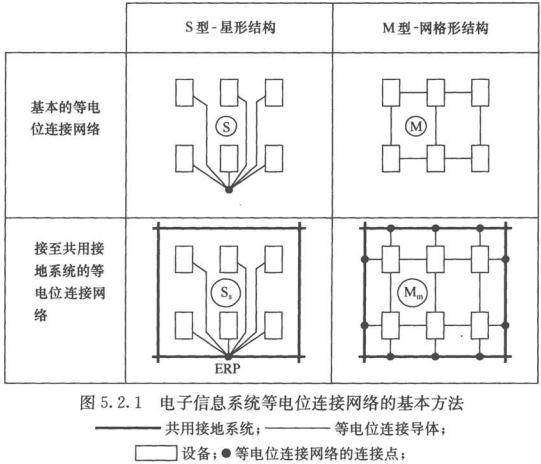 S型-星形结构
M型-网格形结构
基本的等电
位连接网络
S
M
接至共用接
地系统的等
电位连接网
络
Ss
Mm
ERP
图 5.2.1 电子信息系统等电位连接网络的基本方法
共用接地系统; 等电位连接导体;
设备; 等电位连接网络的连接点;